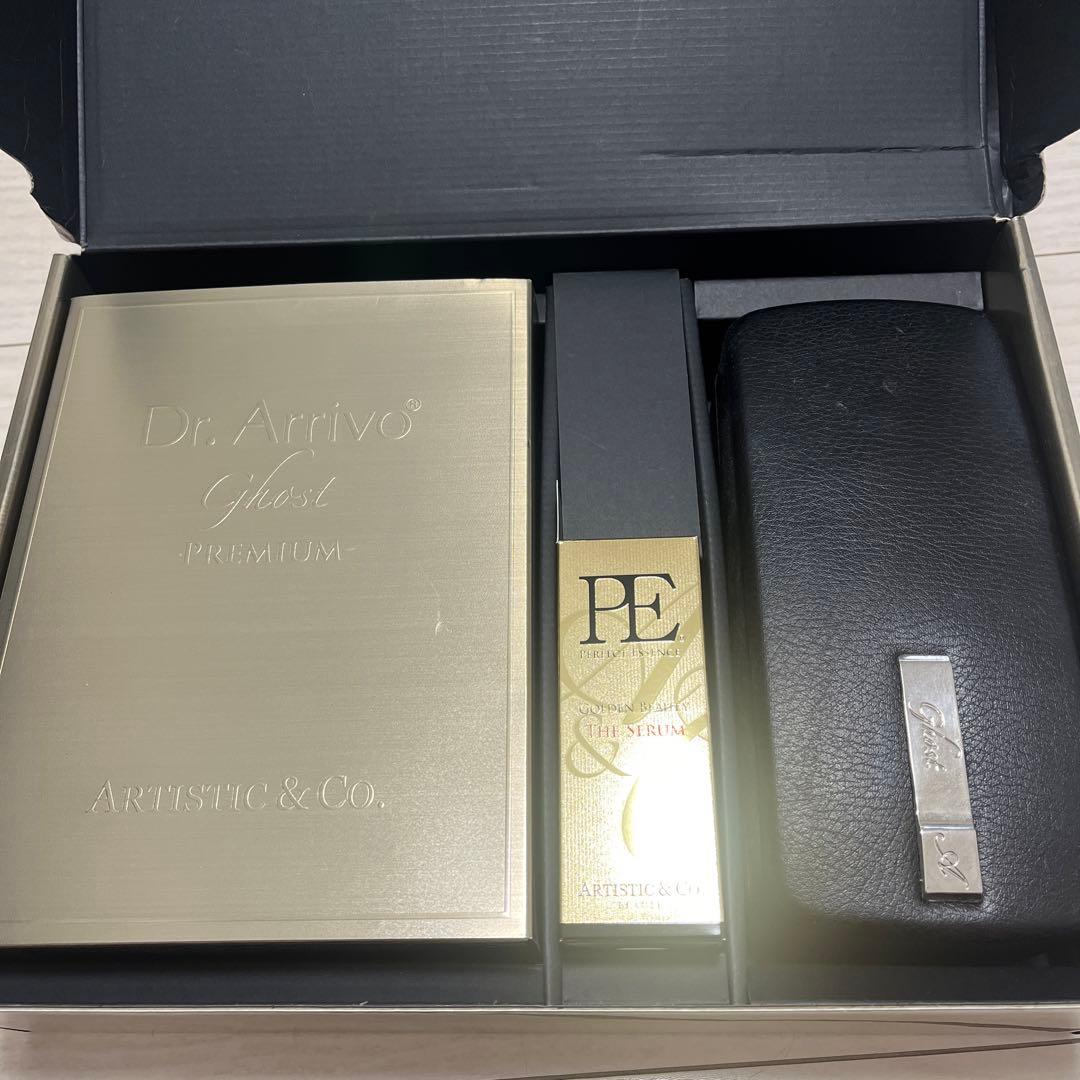 Dr. Arrivo®
Ghost
-PREMIUM-
ARTISTIC & CO.
PE
PERFECT ESSENCE
GOLDEN BEAUTY
THE SERUM
&
ARTISTIC & CO.
Ghost
A